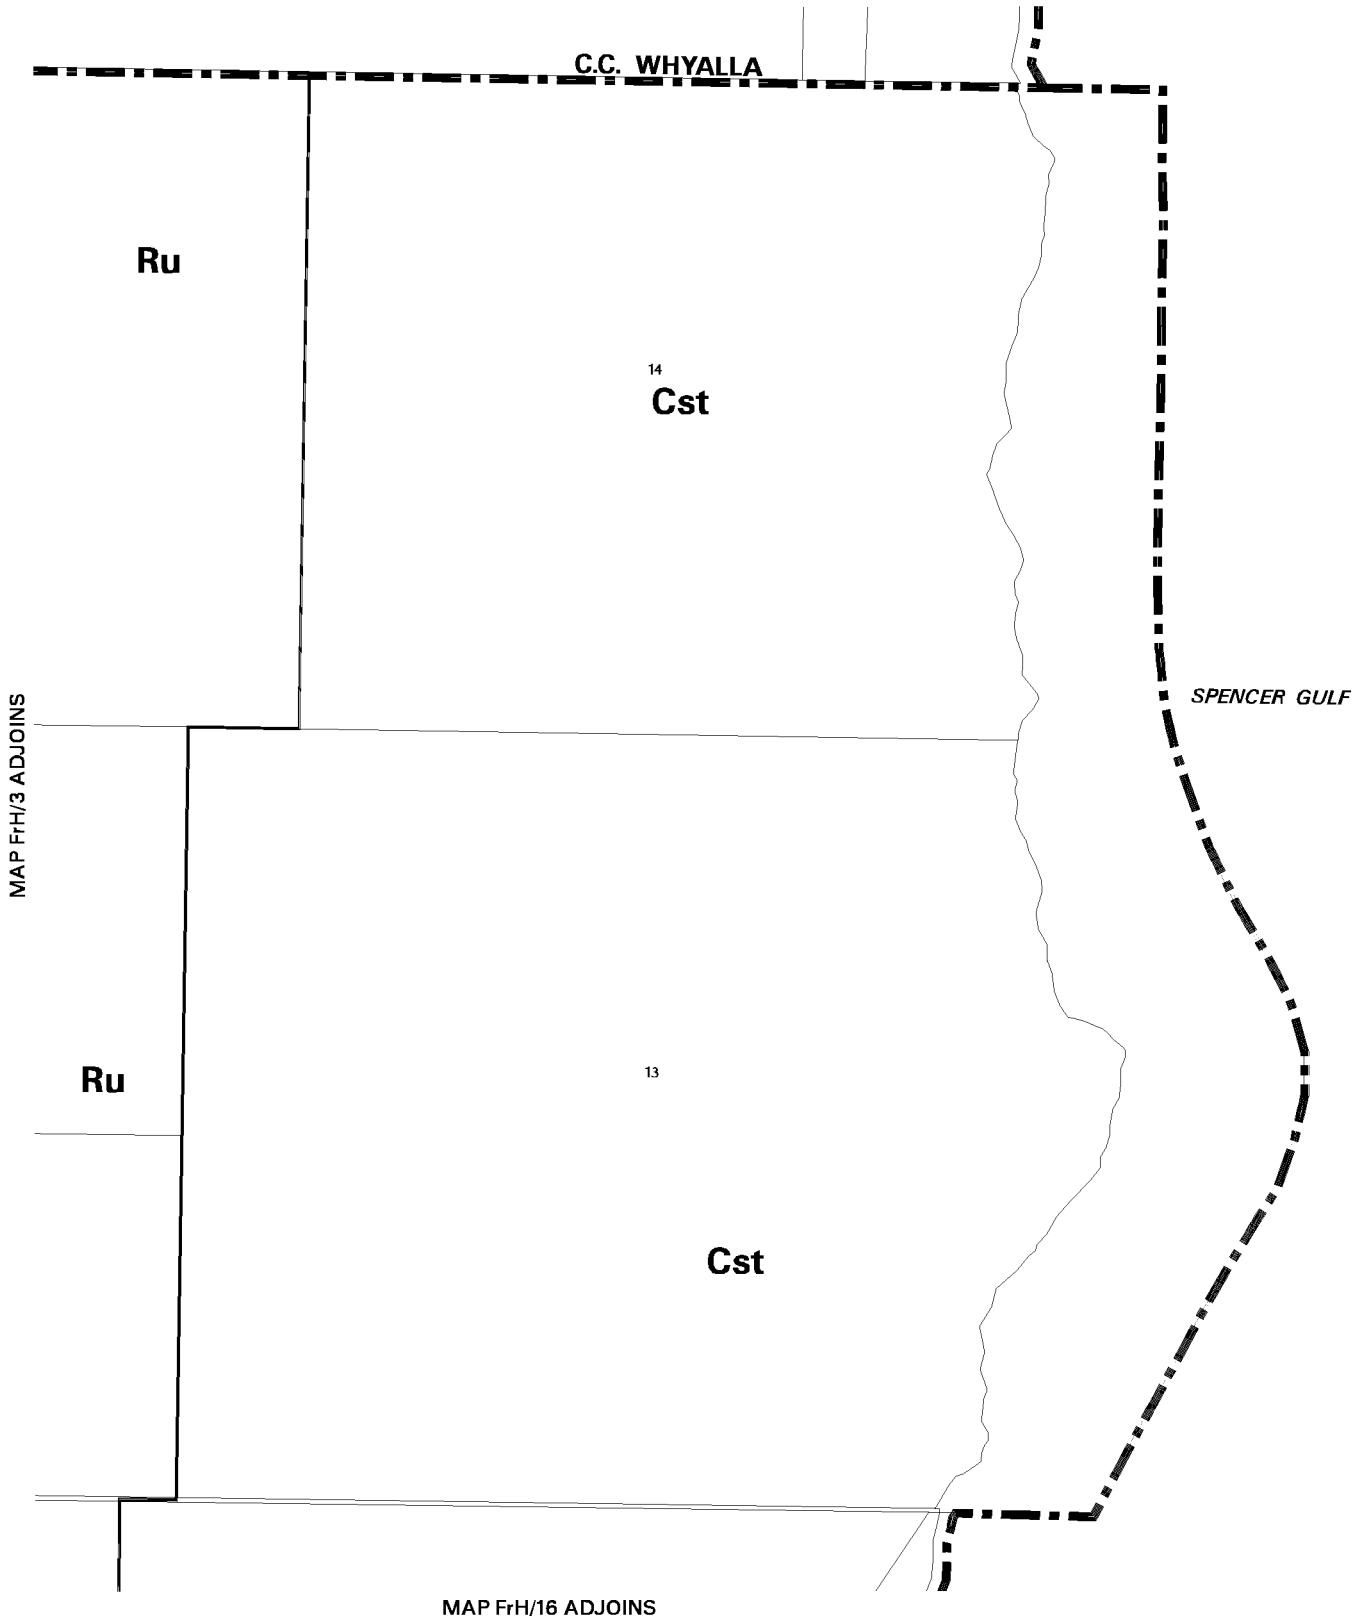 C.C. WHYALLA
Ru
14
Cst
SPENCER GULF
MAP FrH/3 ADJOINS
13
Ru
Cst
MAP FrH/16 ADJOINS